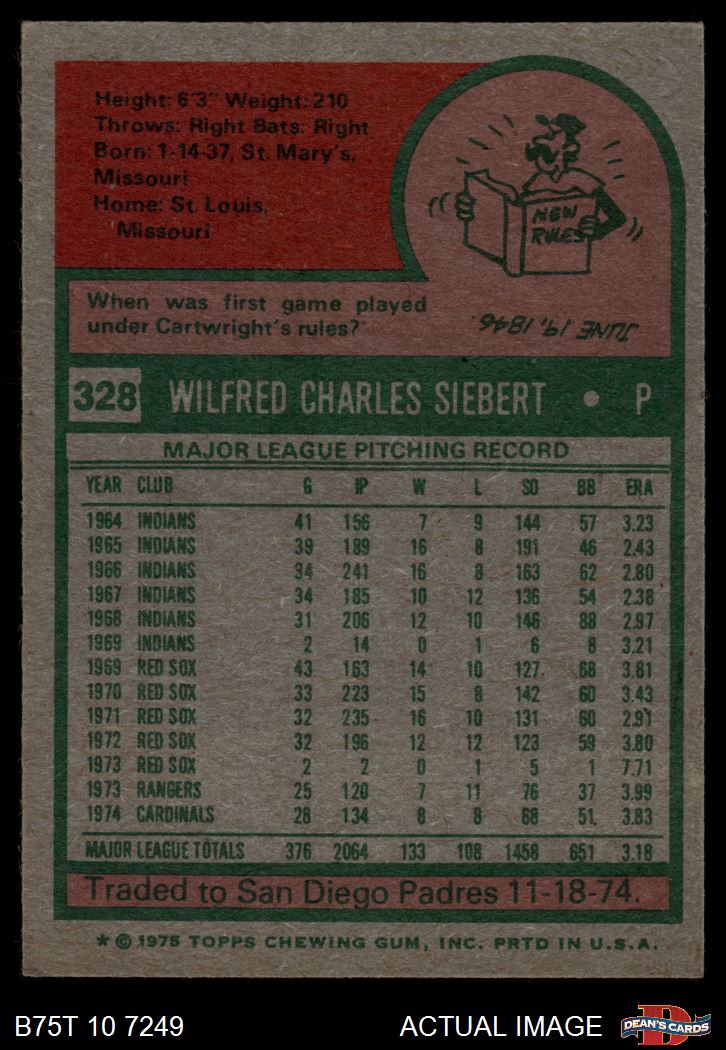 Height: 6'3" Weight: 210
Throws: Right Bats: Right
Born: 1-14-37, St. Mary's,
Missouri
Home: St. Louis,
Missouri
NEW
RULES
When was first game played
under Cartwright's rules?
JUNE 19, 1846.
328 WILFRED CHARLES SIEBERT • P
MAJOR LEAGUE PITCHING RECORD
YEAR CLUB G IP W L SO BB ERA
1964 INDIANS 41 156 7 9 144 57 3.23
1965 INDIANS 39 189 16 8 191 46 2.43
1966 INDIANS 34 241 16 8 163 62 2.80
1967 INDIANS 34 185 10 12 136 54 2.38
1968 INDIANS 31 206 12 10 146 88 2.97
1969 INDIANS 2 14 0 1 6 8 3.21
1969 RED SOX 43 163 14 10 127 68 3.81
1970 RED SOX 33 223 15 8 142 60 3.43
1971 RED SOX 32 235 16 10 131 60 2.91
1972 RED SOX 32 196 12 12 123 59 3.80
1973 RED SOX 2 2 0 1 5 1 7.71
1973 RANGERS 25 120 7 11 76 37 3.99
1974 CARDINALS 28 134 8 8 68 51 3.83
MAJOR LEAGUE TOTALS 376 2064 133 108 1458 651 3.18
Traded to San Diego Padres 11-18-74.
* © 1975 TOPPS CHEWING GUM, INC. PRTD IN U.S.A.
B75T 10 7249 ACTUAL IMAGE DEAN'S CARDS